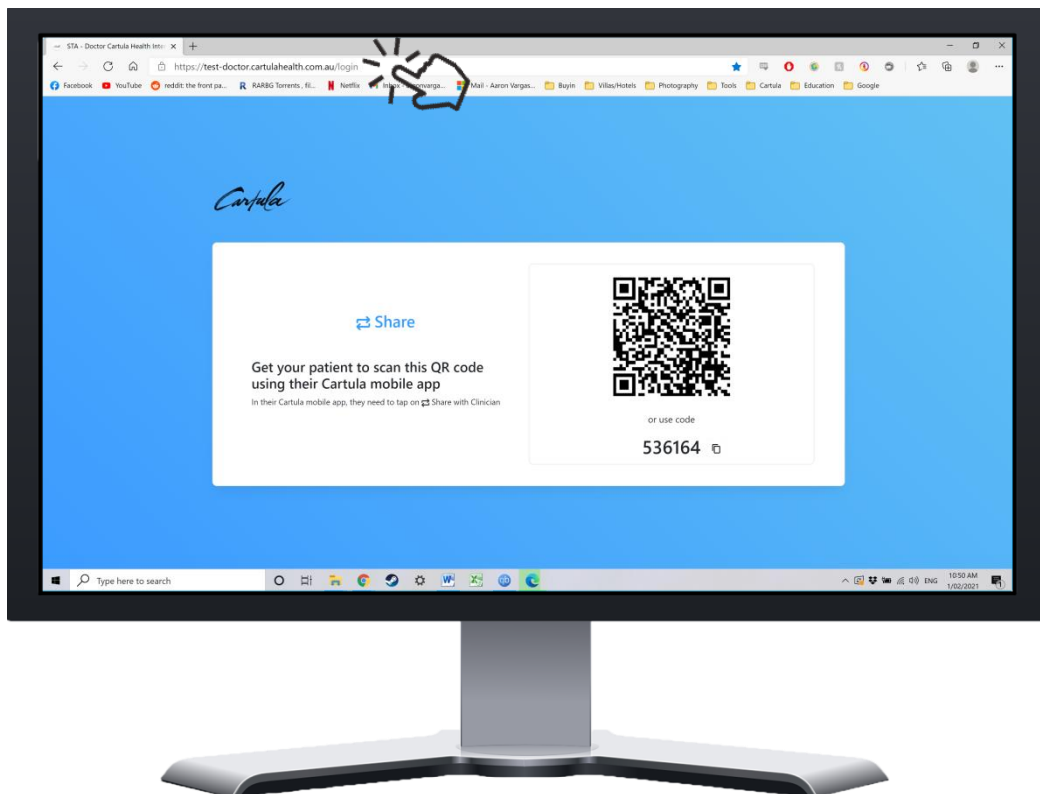 STA - Doctor Cartula Health Inte
https://test-doctor.cartulahealth.com.au/login
Facebook YouTube reddit: the front pa... RARBG Torrents , fil... Netflix Mail - Aaron Vargas... Buyin Villas/Hotels Photography Tools Cartula Education Google
Cartula
Share
Get your patient to scan this QR code
using their Cartula mobile app
In their Cartula mobile app, they need to tap on Share with Clinician
or use code
536164
Type here to search
ENG
10:50 AM
1/02/2021